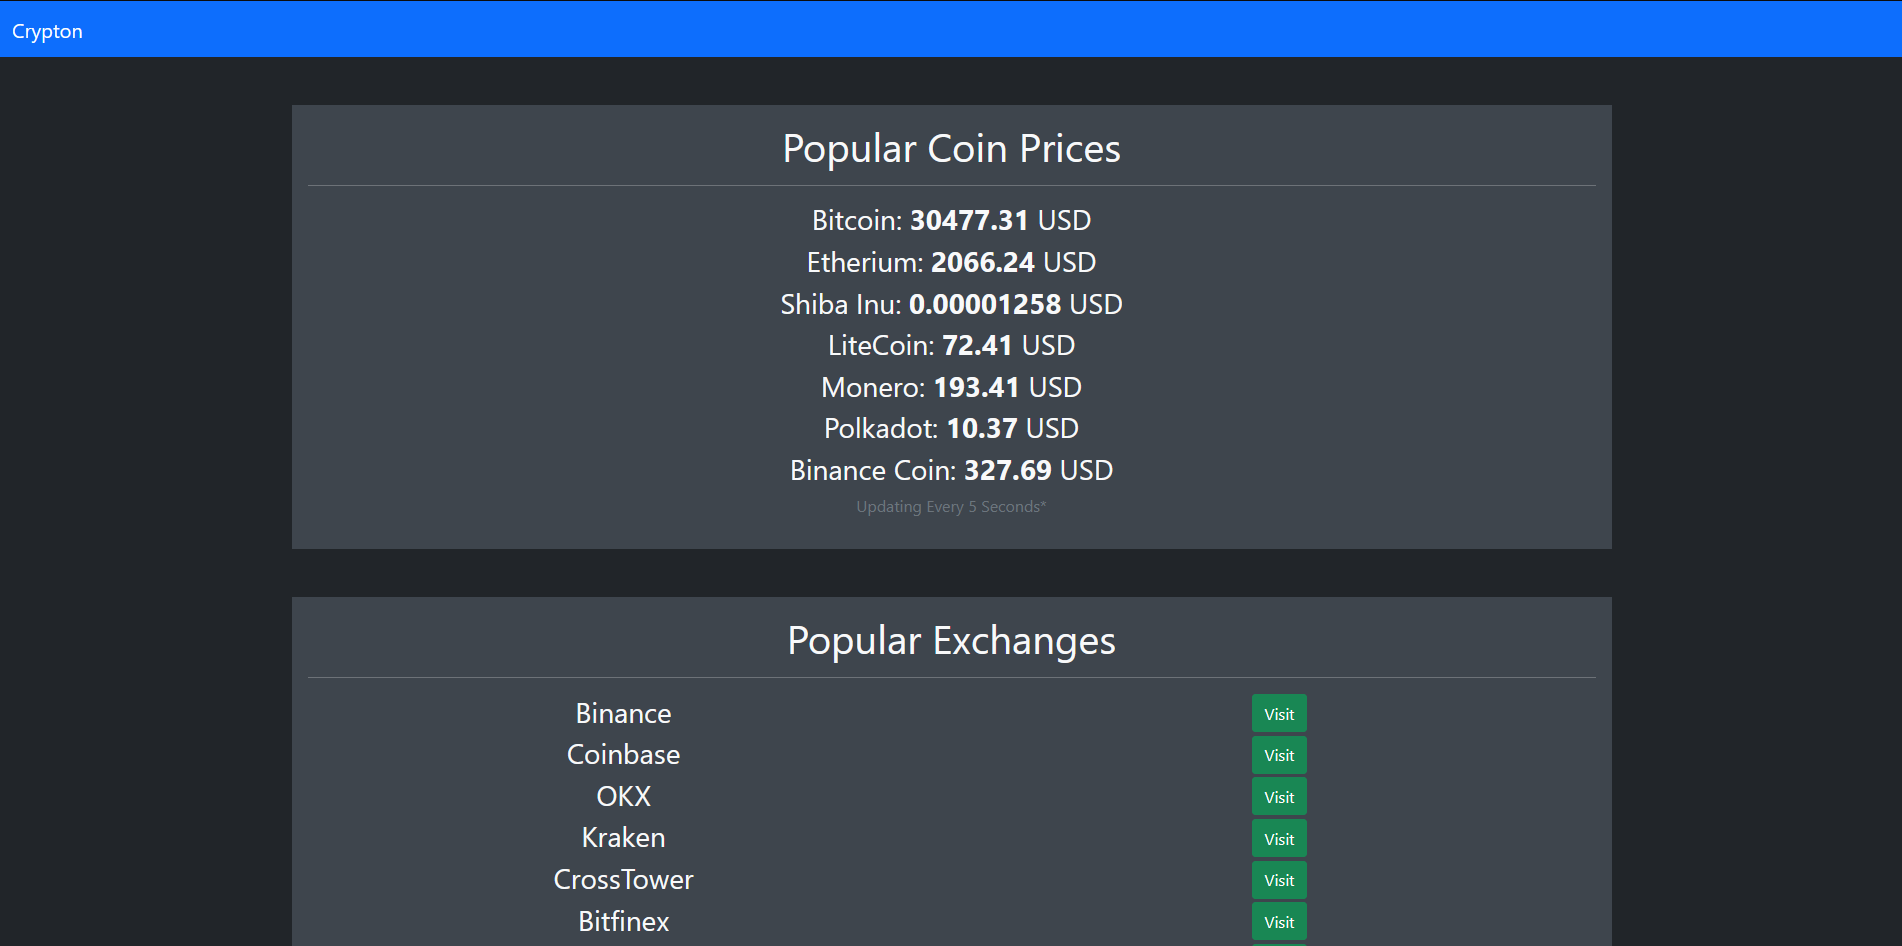 Crypton
Popular Coin Prices
Bitcoin: 30477.31 USD
Etherium: 2066.24 USD
Shiba Inu: 0.00001258 USD
LiteCoin: 72.41 USD
Monero: 193.41 USD
Polkadot: 10.37 USD
Binance Coin: 327.69 USD
Updating Every 5 Seconds*
Popular Exchanges
Binance Visit
Coinbase Visit
OKX Visit
Kraken Visit
CrossTower Visit
Bitfinex Visit